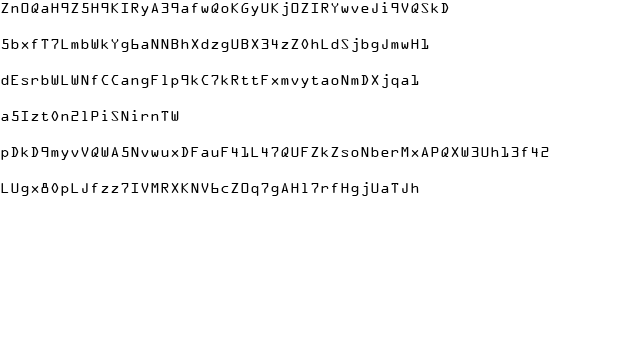 ZnOQaH9Z5H9KIRyA39afwQoKGyUKjOZIRYwveJi9VQSkD
5bxfT7LmbWkYg6aNNBhXdzgUBX34zZ0hLdSjbgJmwH1
dEsrbWLWNfCCangF1p9kC7kRttFxmvytaoNmDXjqa1
a5Izt0n21PiSNirnTW
pDkD9myvVQWA5NvwuxDFauF41L47QUFZkZsoNberMxAPQXW3Uh13f42
LUgx80pLJfzz7IVMRXKNV6cZOq7gAH17rfHgjUaTJh